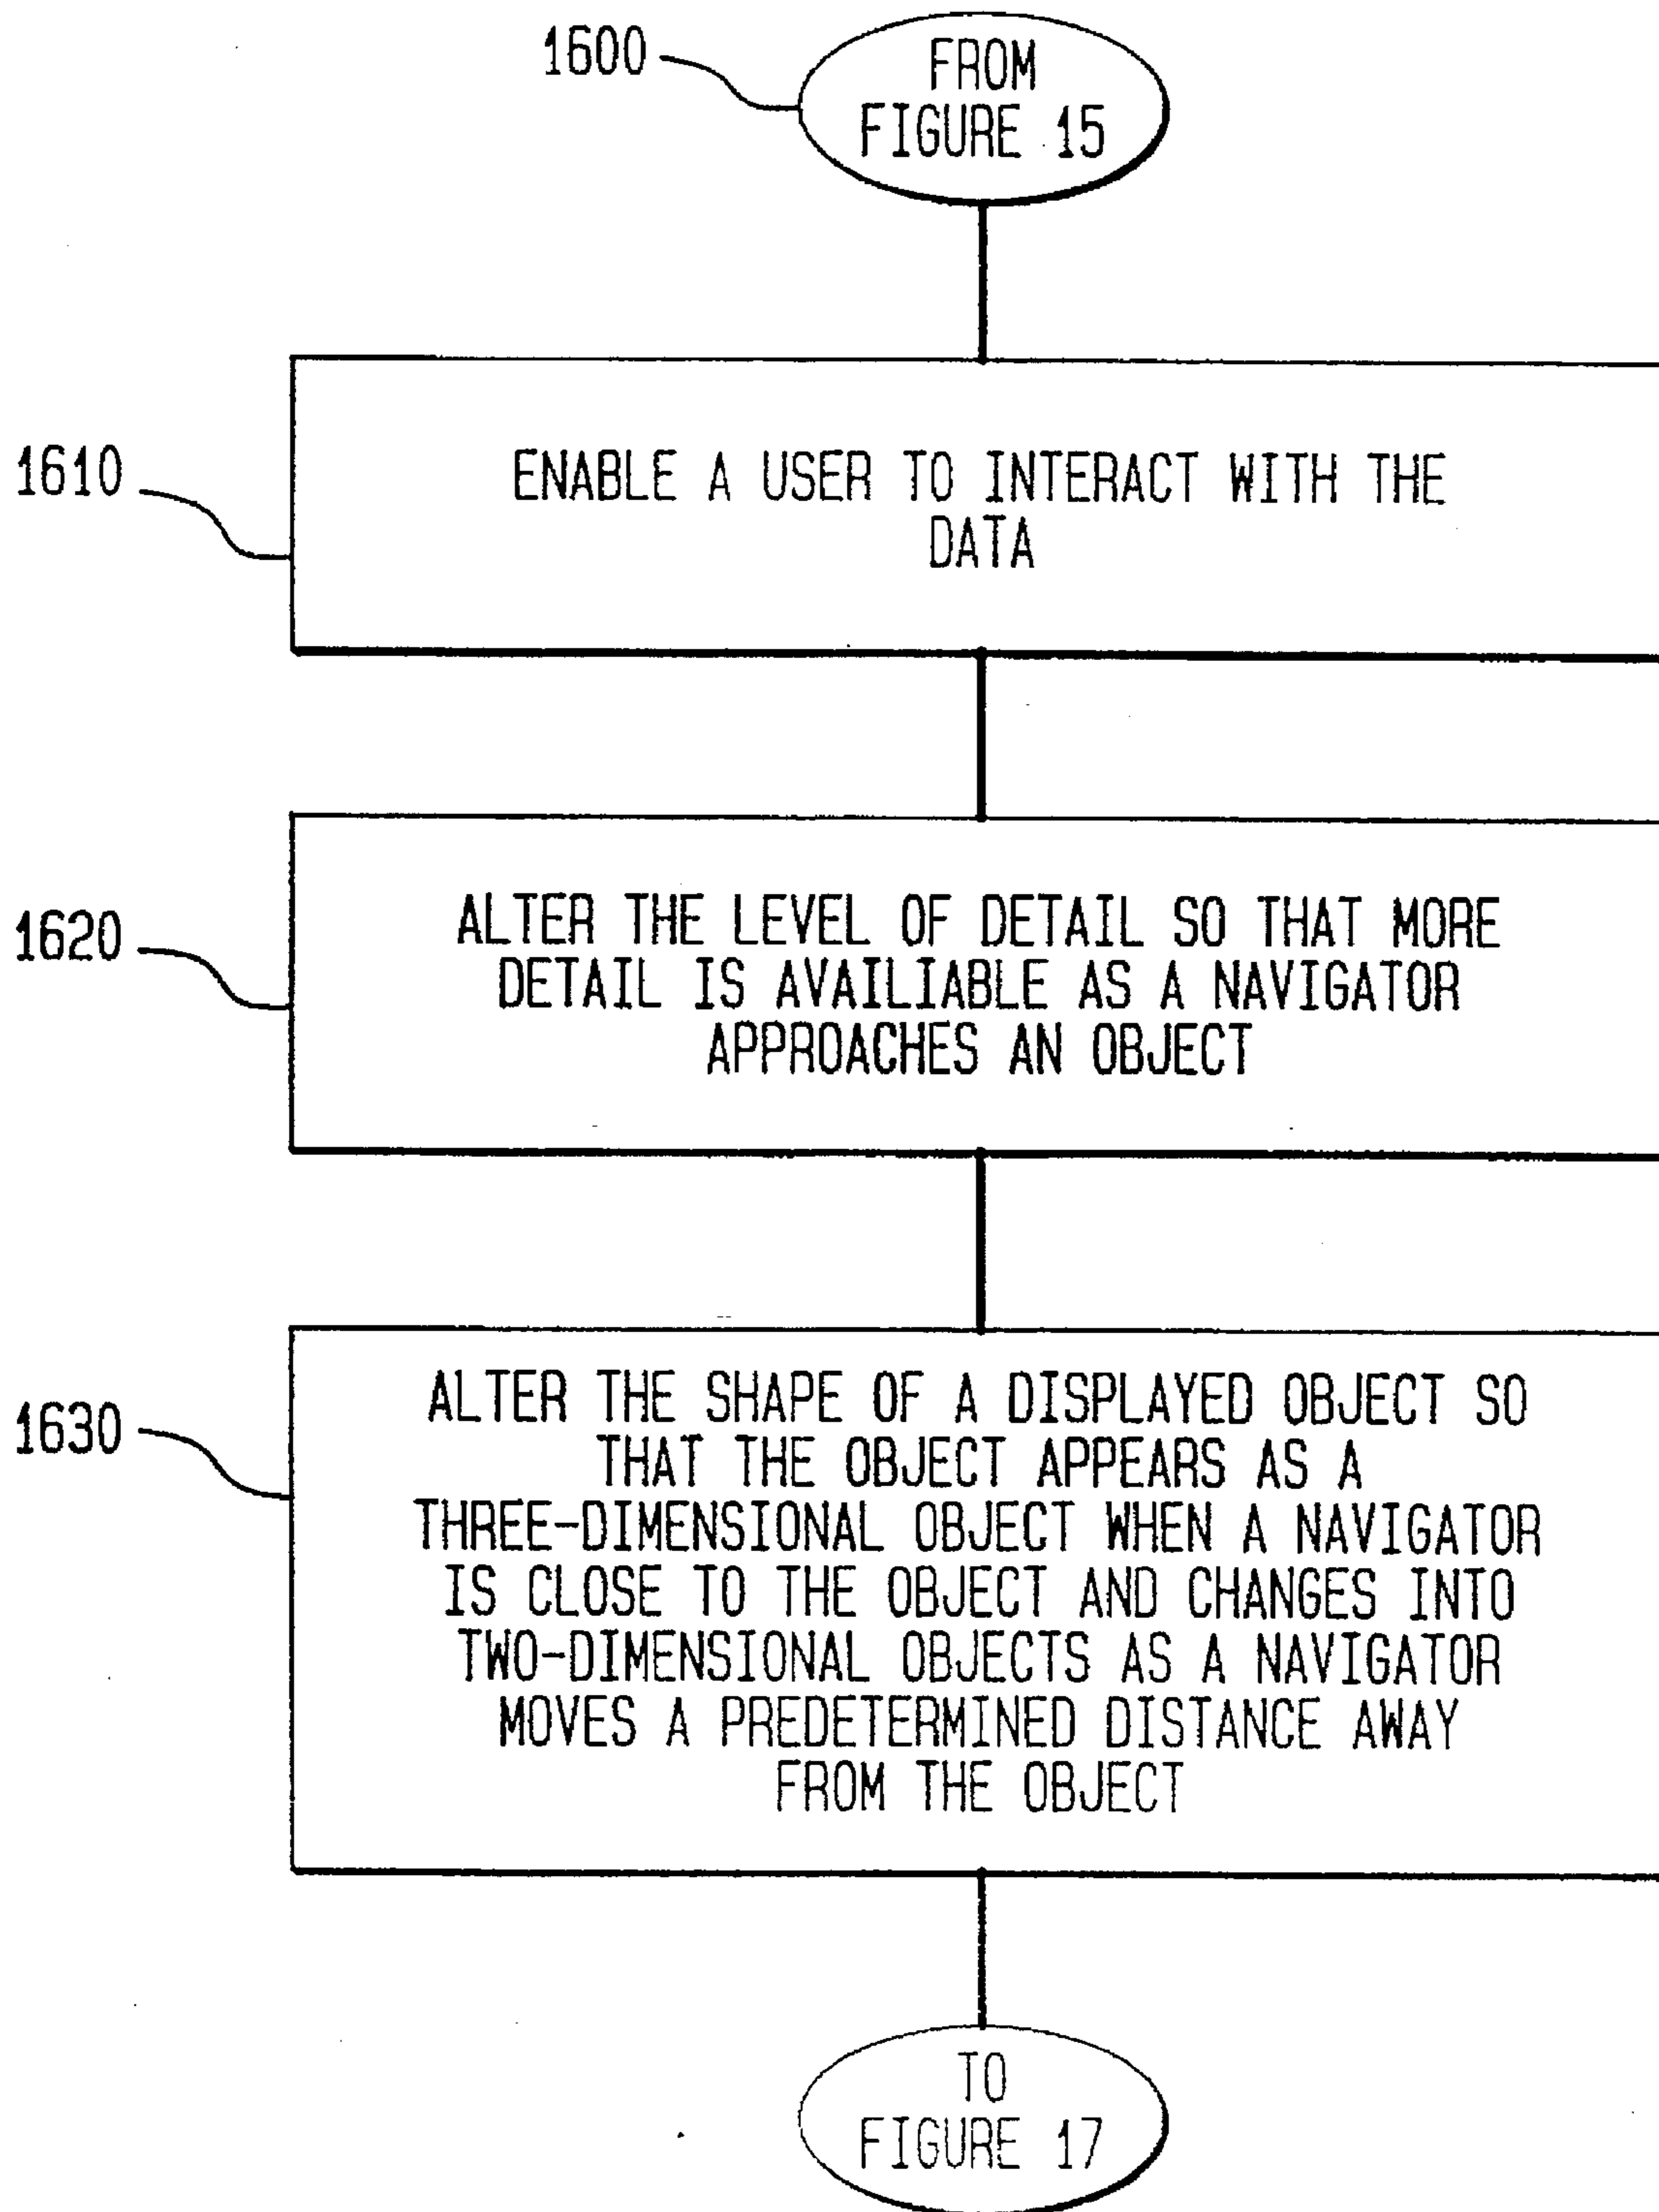 1600
FROM
FIGURE 15
1610
ENABLE A USER TO INTERACT WITH THE
DATA
1620
ALTER THE LEVEL OF DETAIL SO THAT MORE
DETAIL IS AVAILIABLE AS A NAVIGATOR
APPROACHES AN OBJECT
1630
ALTER THE SHAPE OF A DISPLAYED OBJECT SO
THAT THE OBJECT APPEARS AS A
THREE-DIMENSIONAL OBJECT WHEN A NAVIGATOR
IS CLOSE TO THE OBJECT AND CHANGES INTO
TWO-DIMENSIONAL OBJECTS AS A NAVIGATOR
MOVES A PREDETERMINED DISTANCE AWAY
FROM THE OBJECT
TO
FIGURE 17